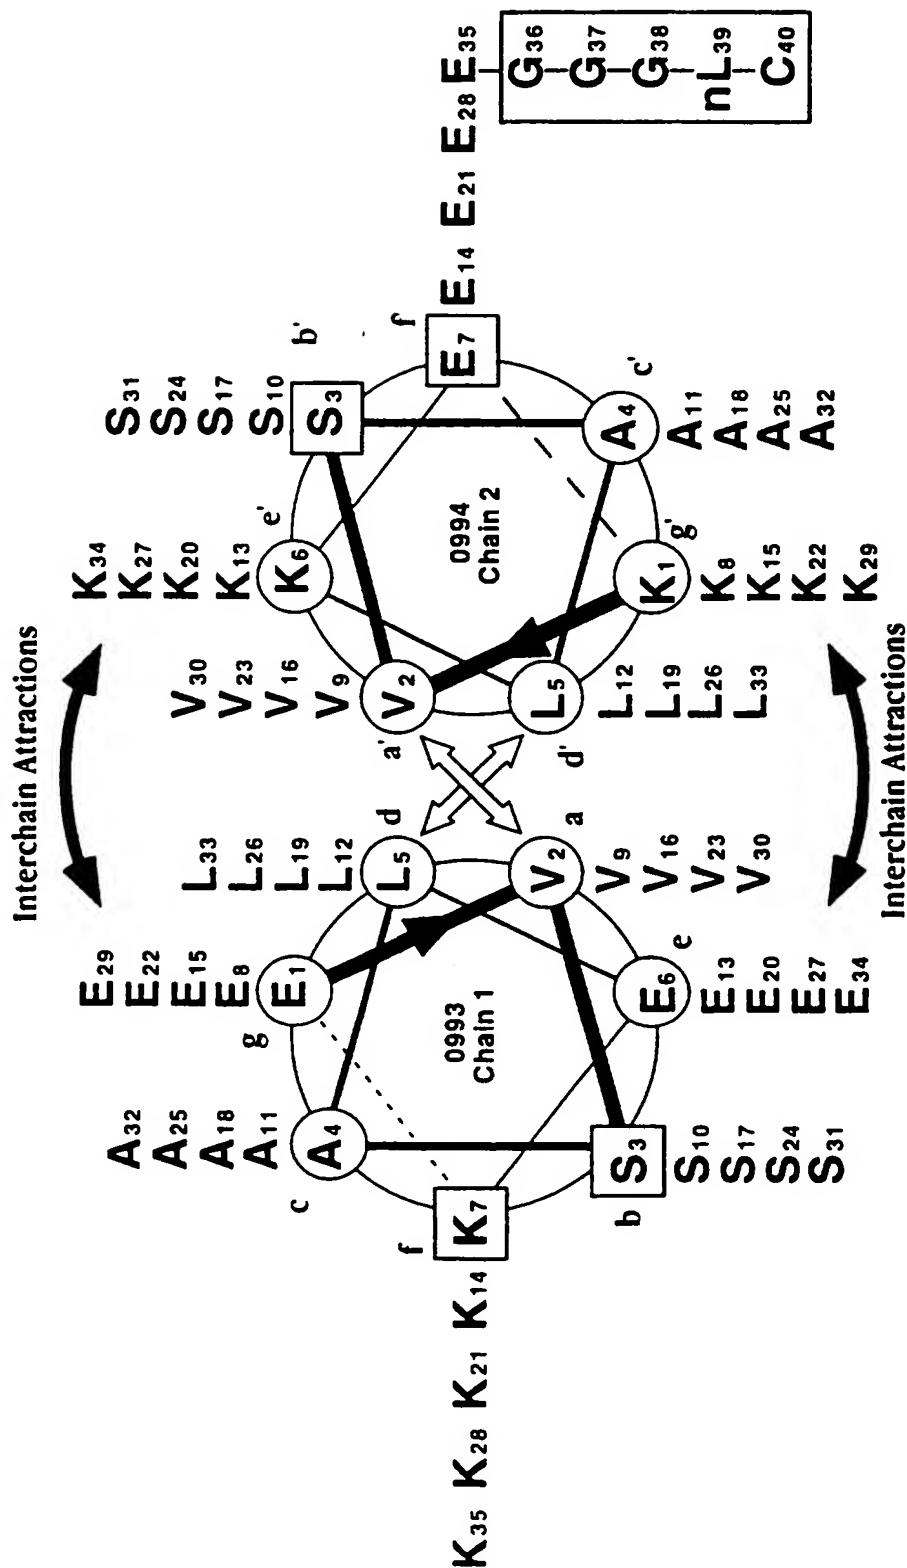 Interchain Attractions
E29
E22
E15
E8
E1
g
L33
L26
L19
L12
L5
d
A32
A25
A18
A11
A4
c
K35 K28 K21 K14 K7
f
0993
Chain 1
V2
a
V9
V16
V23
V30
E6
e
E13
E20
E27
E34
S3
b
S10
S17
S24
S31
K34
K27
K20
K13
K6
e'
V30
V23
V16
V9
V2
a'
S31
S24
S17
S10
S3
b'
f
E7 E14 E21 E28 E35
G36
G37
G38
nL39
C40
0994
Chain 2
L5
d'
L12
L19
L26
L33
K1
g'
K8
K15
K22
K29
A4
c'
A11
A18
A25
A32
Interchain Attractions